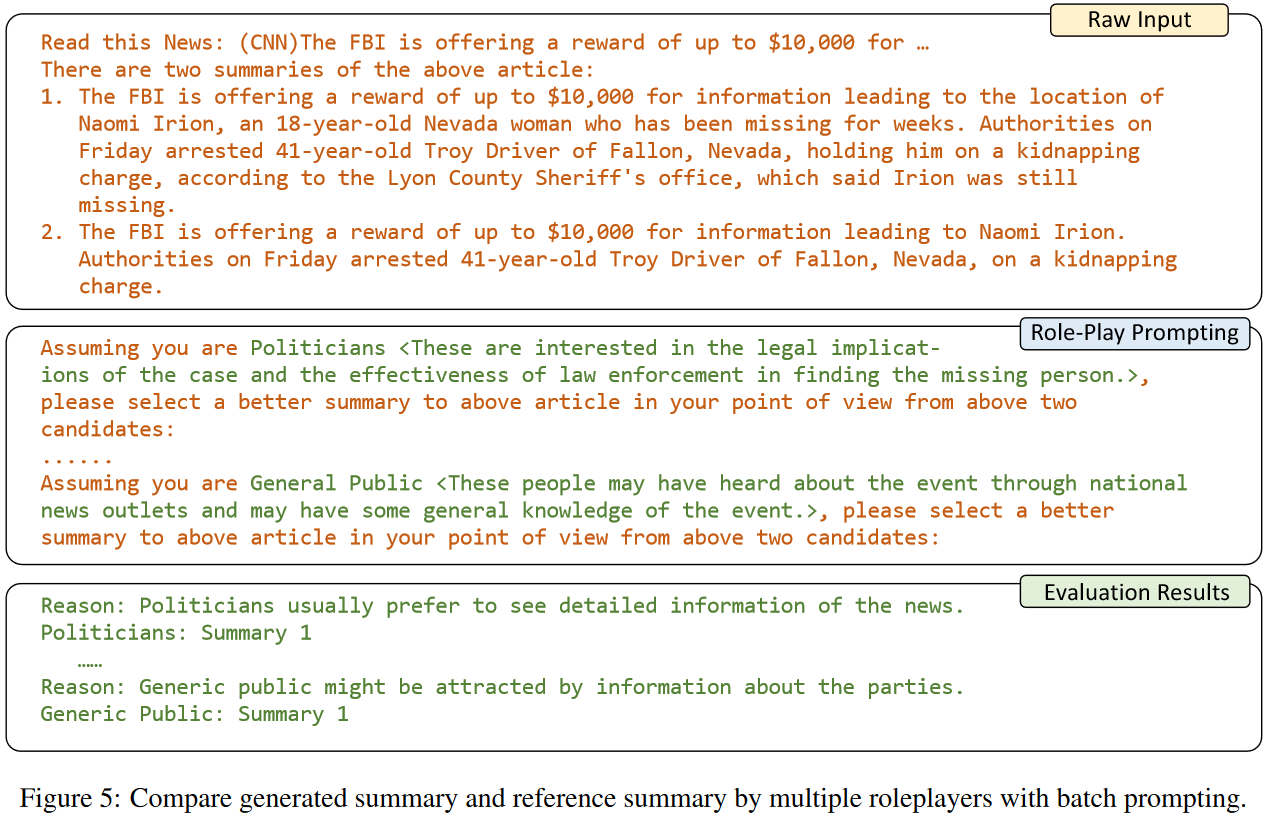 Raw Input
Read this News: (CNN)The FBI is offering a reward of up to $10,000 for …
There are two summaries of the above article:
1. The FBI is offering a reward of up to $10,000 for information leading to the location of
Naomi Irion, an 18-year-old Nevada woman who has been missing for weeks. Authorities on
Friday arrested 41-year-old Troy Driver of Fallon, Nevada, holding him on a kidnapping
charge, according to the Lyon County Sheriff's office, which said Irion was still
missing.
2. The FBI is offering a reward of up to $10,000 for information leading to Naomi Irion.
Authorities on Friday arrested 41-year-old Troy Driver of Fallon, Nevada, on a kidnapping
charge.
Role-Play Prompting
Assuming you are Politicians <These are interested in the legal implicat-
ions of the case and the effectiveness of law enforcement in finding the missing person.>,
please select a better summary to above article in your point of view from above two
candidates:
......
Assuming you are General Public <These people may have heard about the event through national
news outlets and may have some general knowledge of the event.>, please select a better
summary to above article in your point of view from above two candidates:
Evaluation Results
Reason: Politicians usually prefer to see detailed information of the news.
Politicians: Summary 1
……
Reason: Generic public might be attracted by information about the parties.
Generic Public: Summary 1
Figure 5: Compare generated summary and reference summary by multiple roleplayers with batch prompting.